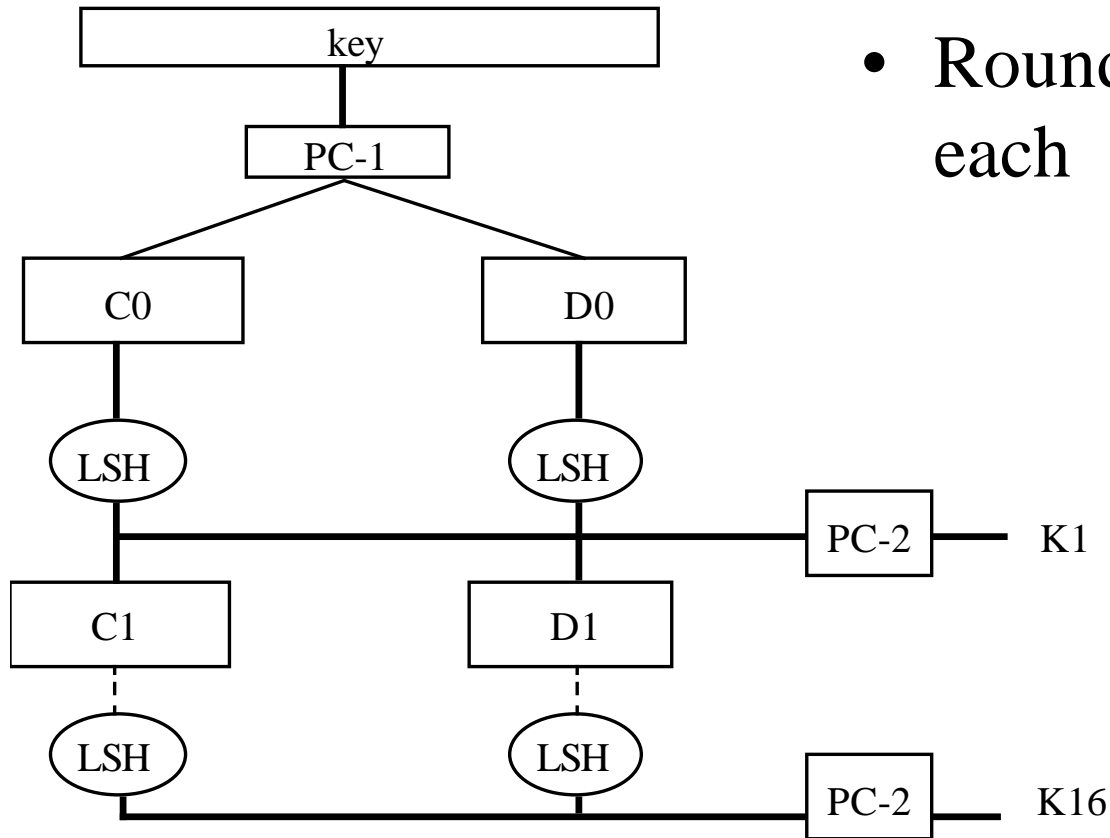 key
PC-1
C0 D0
LSH LSH
PC-2 K1
C1 D1
LSH LSH
PC-2 K16
• Round
each